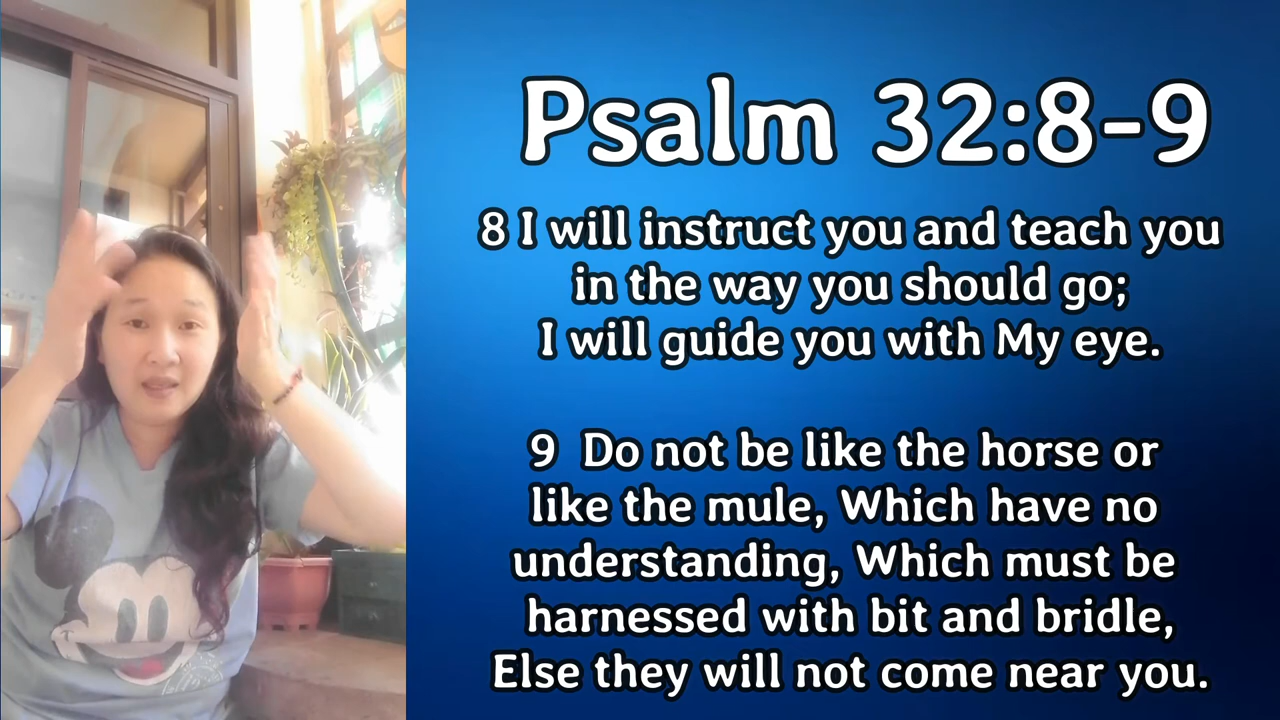 Psalm 32:8-9
8 I will instruct you and teach you
in the way you should go;
I will guide you with My eye.
9 Do not be like the horse or
like the mule, Which have no
understanding, Which must be
harnessed with bit and bridle,
Else they will not come near you.